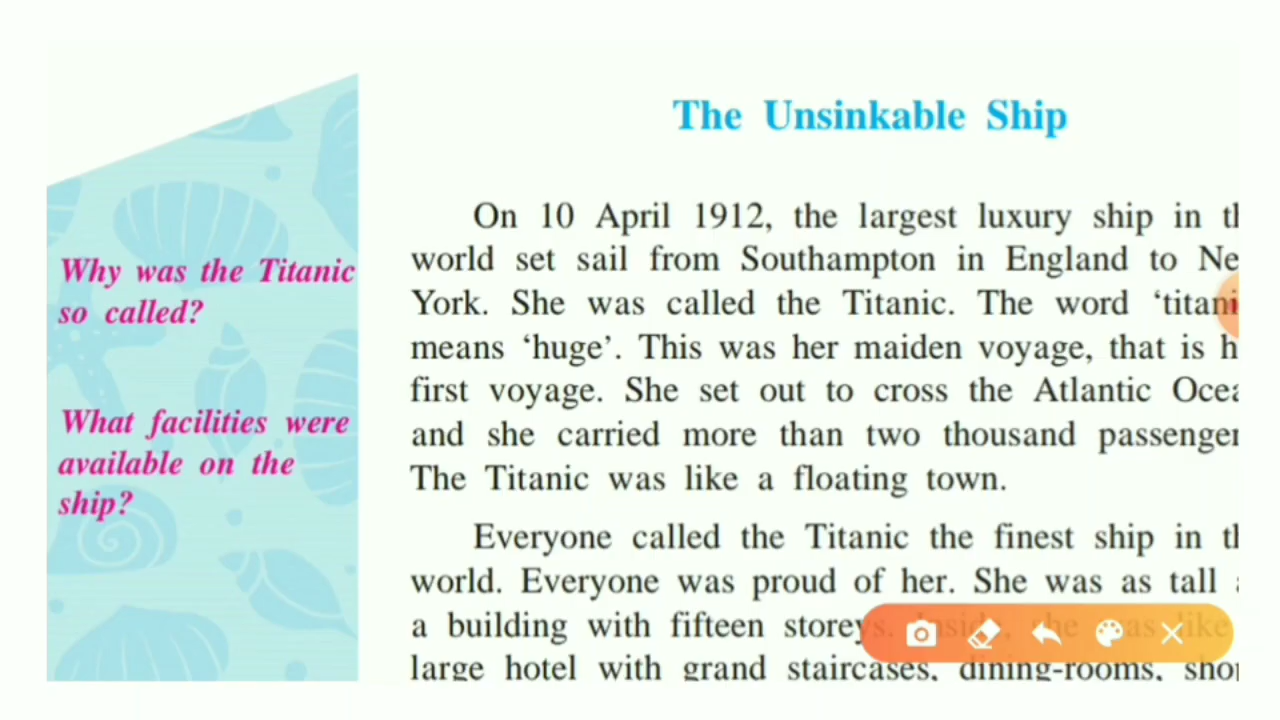 The Unsinkable Ship
Why was the Titanic
so called?
What facilities were
available on the
ship?
On 10 April 1912, the largest luxury ship in
world set sail from Southampton in England to
York. She was called the Titanic. The word
means ‘huge’. This was her maiden voyage, that is
first voyage. She set out to cross the Atlantic
and she carried more than two thousand
The Titanic was like a floating town.
Everyone called the Titanic the finest ship in
world. Everyone was proud of her. She was as tall
a building with fifteen storeys. Inside, she was like
large hotel with grand staircases, dining-rooms,